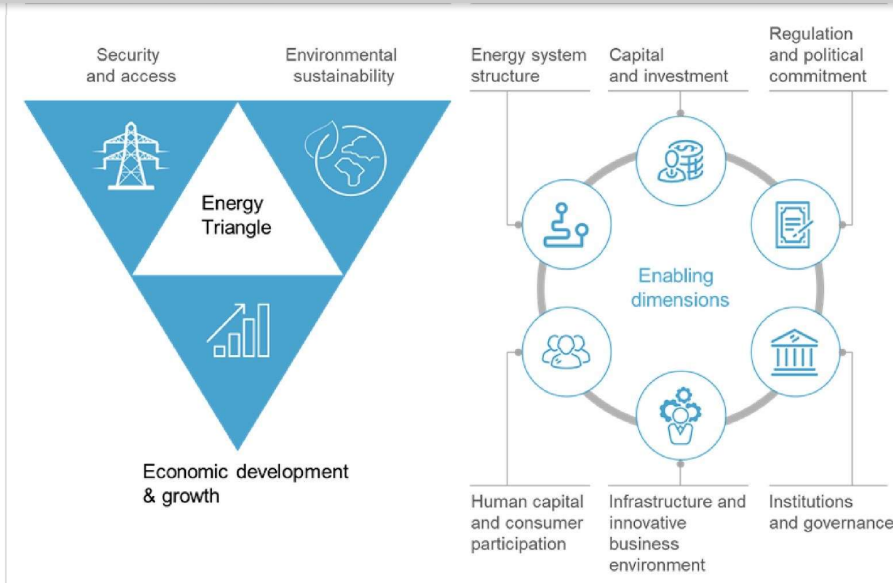 Security
and access
Environmental
sustainability
Energy
Triangle
Economic development
& growth
Energy system
structure
Capital
and investment
Regulation
and political
commitment
Enabling
dimensions
Human capital
and consumer
participation
Infrastructure and
innovative
business
environment
Institutions
and governance